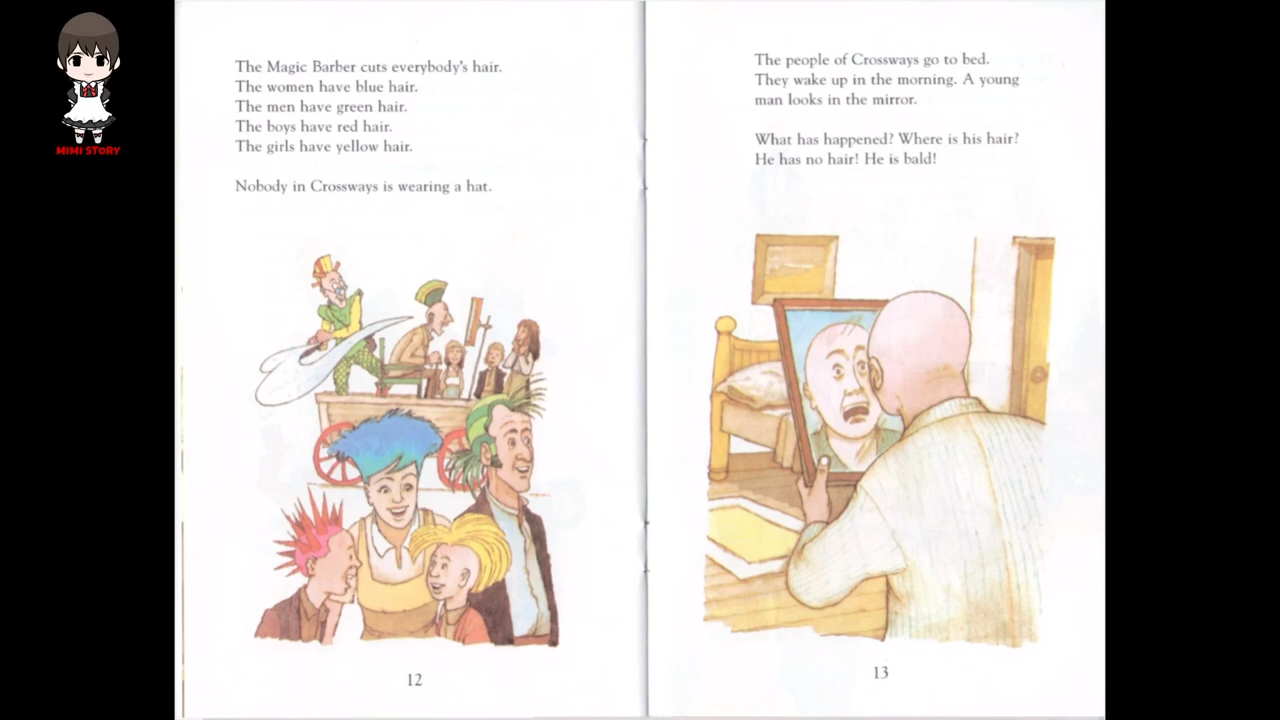 MIMI STORY
The Magic Barber cuts everybody's hair.
The women have blue hair.
The men have green hair.
The boys have red hair.
The girls have yellow hair.
Nobody in Crossways is wearing a hat.
12
The people of Crossways go to bed.
They wake up in the morning. A young
man looks in the mirror.
What has happened? Where is his hair?
He has no hair! He is bald!
13